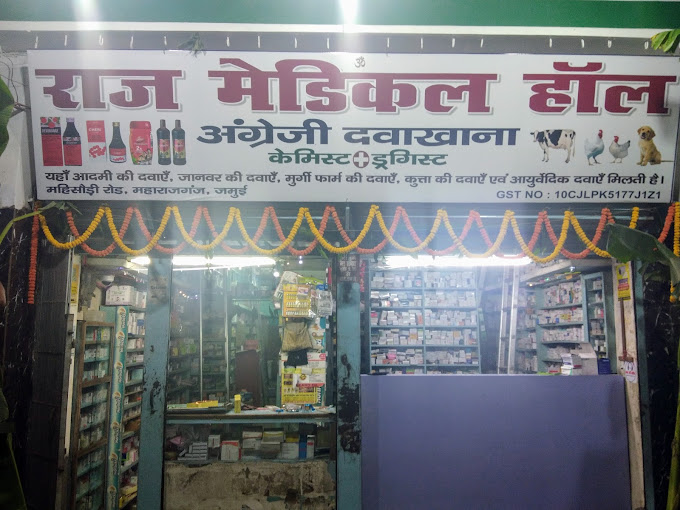 ॐ
राज मेडिकल हॉल
अंग्रेजी दवाखाना
केमिस्ट ड्रगिस्ट
यहाँ आदमी की दवाएँ, जानवर की दवाएँ, मुर्गी फार्म की दवाएँ, कुत्ता की दवाएँ एवं आयुर्वेदिक दवाएँ मिलती है।
महिसौड़ी रोड, महाराजगंज, जमुई
GST NO : 10CJLPK5177J1Z1